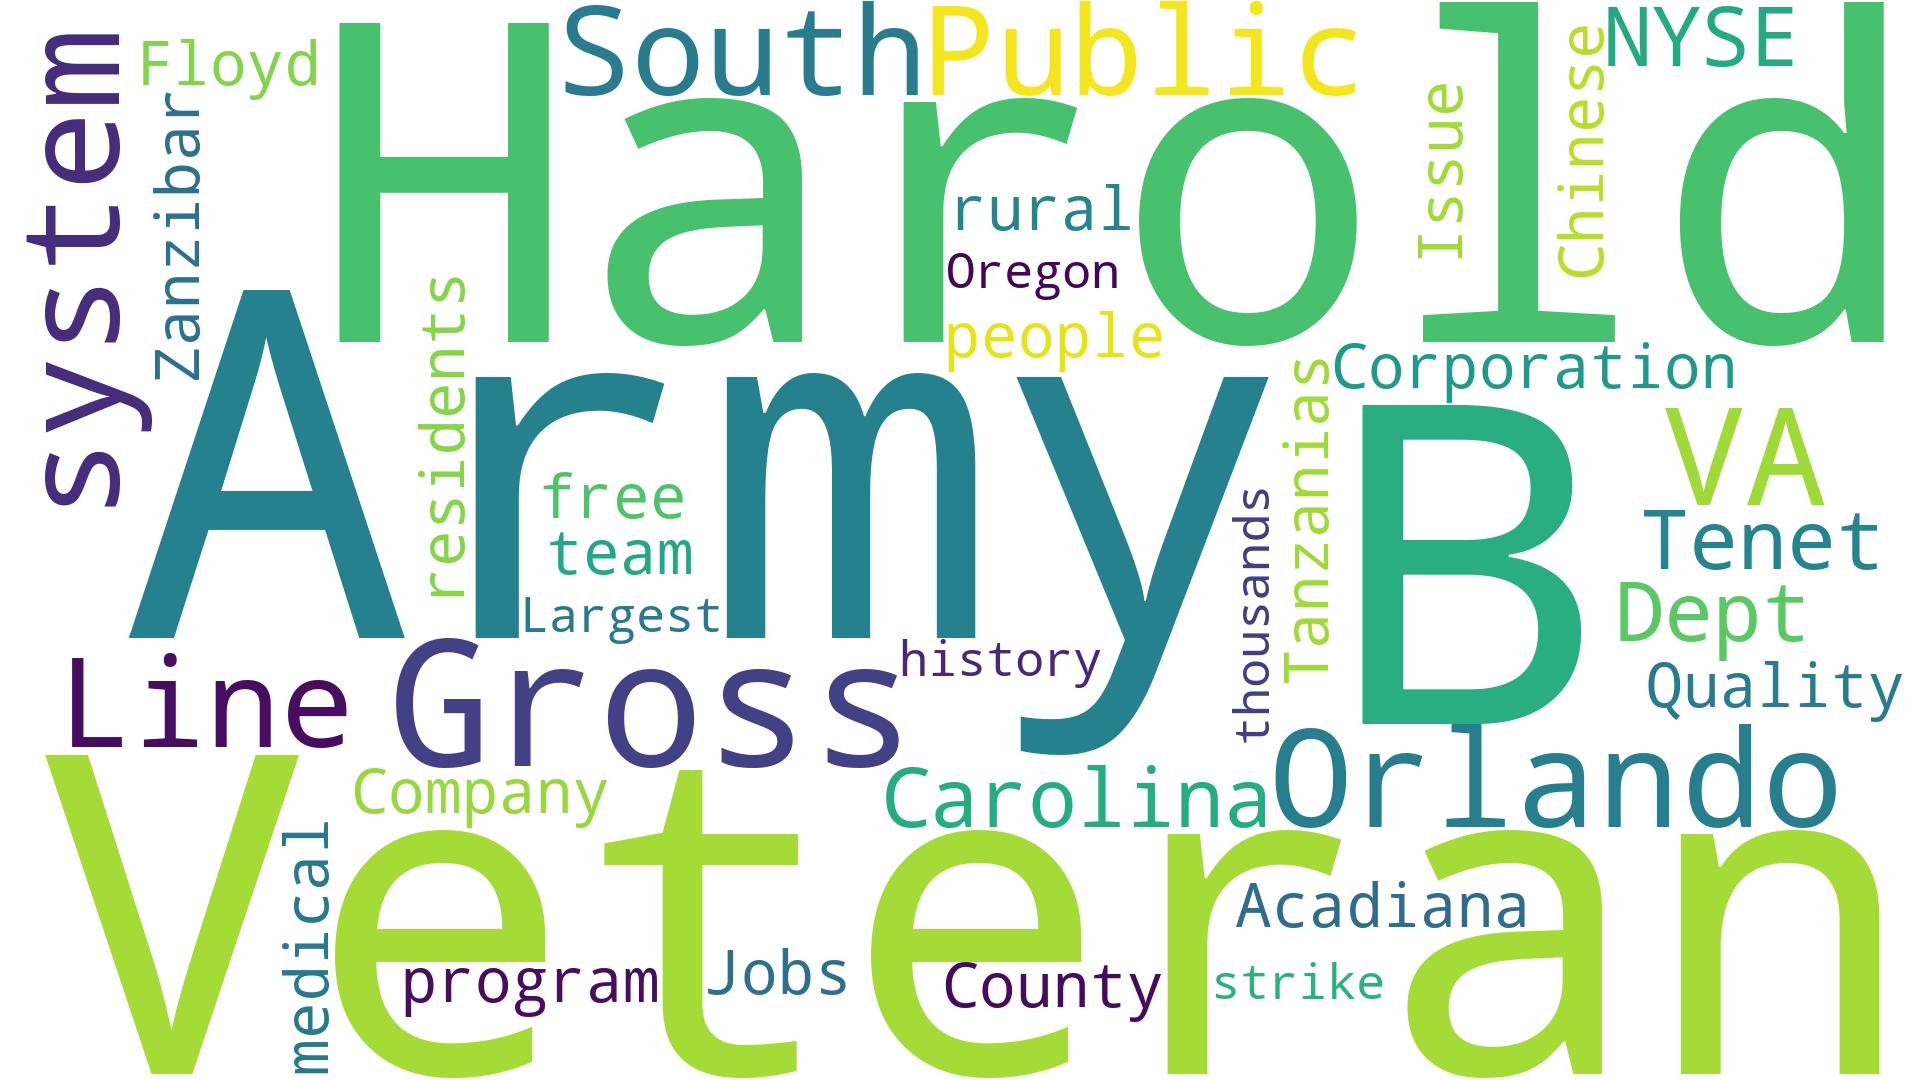 South
Public
NYSE
Floyd
Harold
system
Zanzibar
Issue
Chinese
rural
Oregon
people
residents
Army
Corporation
Tanzanias
B
VA
free
team
Largest
thousands
Tenet
Dept
Line
Gross
history
Quality
Orlando
Company
Carolina
Veteran
medical
Acadiana
program
Jobs
County
strike